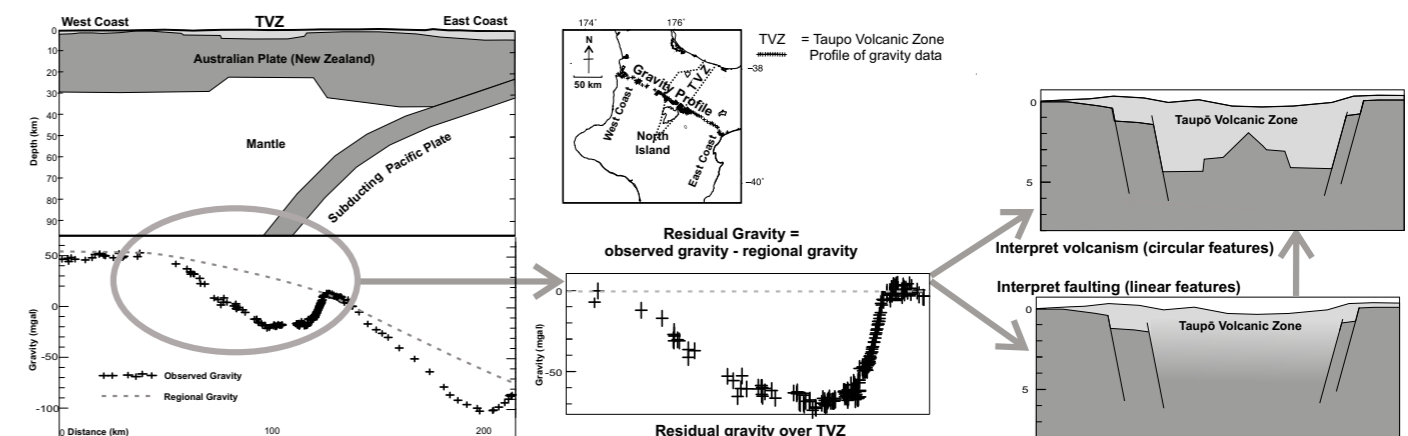 West Coast
TVZ
East Coast
0
10
20
30
40
50
60
70
80
90
Depth (km)
Australian Plate (New Zealand)
Mantle
Subducting Pacific Plate
50
0
-50
-100
Gravity (mgal)
Observed Gravity
Regional Gravity
0 Distance (km)
100
200
174°
176°
N
50 km
Gravity Profile
TVZ
West Coast
North
Island
East Coast
–38
–40°
TVZ = Taupo Volcanic Zone
Profile of gravity data
Residual Gravity =
observed gravity - regional gravity
0
-50
Gravity (mgal)
Residual gravity over TVZ
0
5
Taupō Volcanic Zone
Interpret volcanism (circular features)
Interpret faulting (linear features)
0
5
Taupō Volcanic Zone